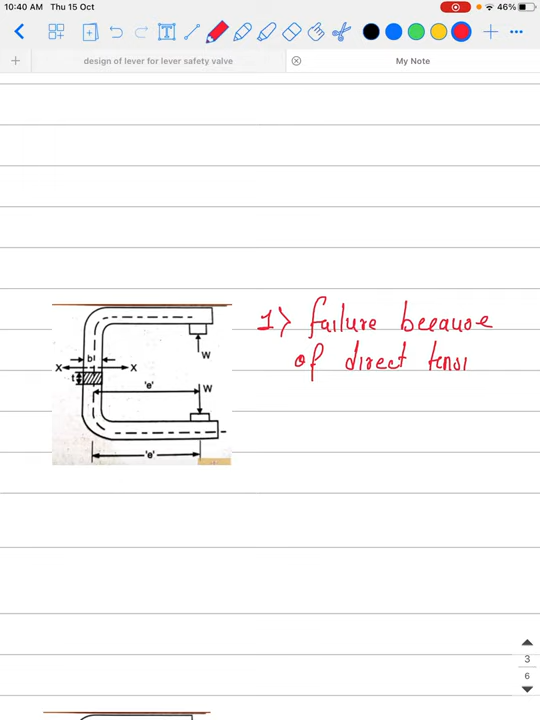 10:40 AM Thu 15 Oct
46%
design of lever for lever safety valve
My Note
1> failure because
of direct tensi
b
W
X
X
t
'e'
W
'e'
3
6